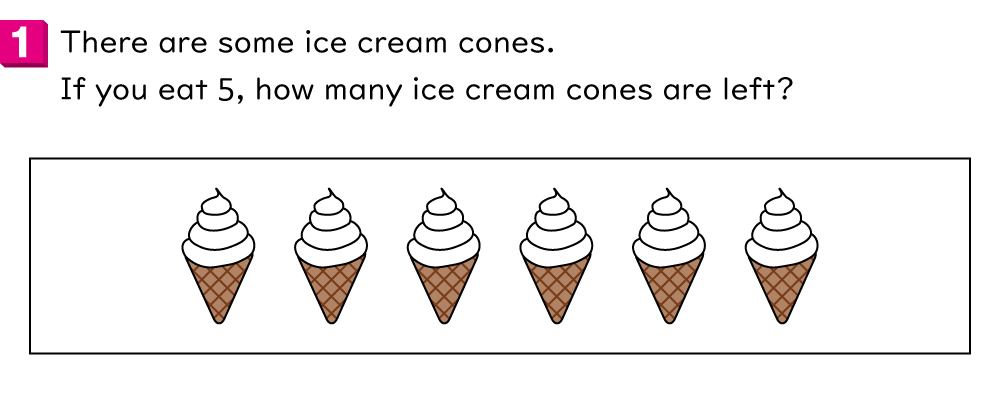 1 There are some ice cream cones.
If you eat 5, how many ice cream cones are left?